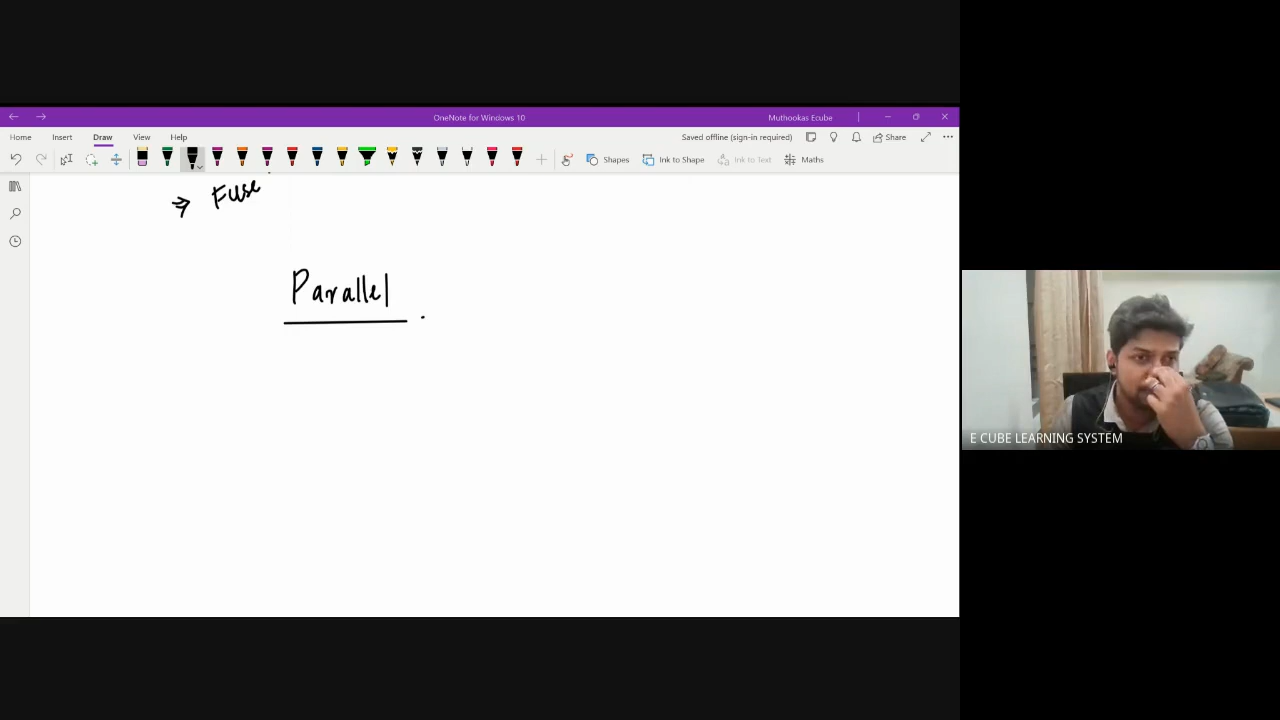 OneNote for Windows 10
Muthookas Ecube
Home Insert Draw View Help
Saved offline (sign-in required)
Share
Shapes
Ink to Shape
Ink to Text
Maths
⇒ Fuse
Parallel .
E CUBE LEARNING SYSTEM